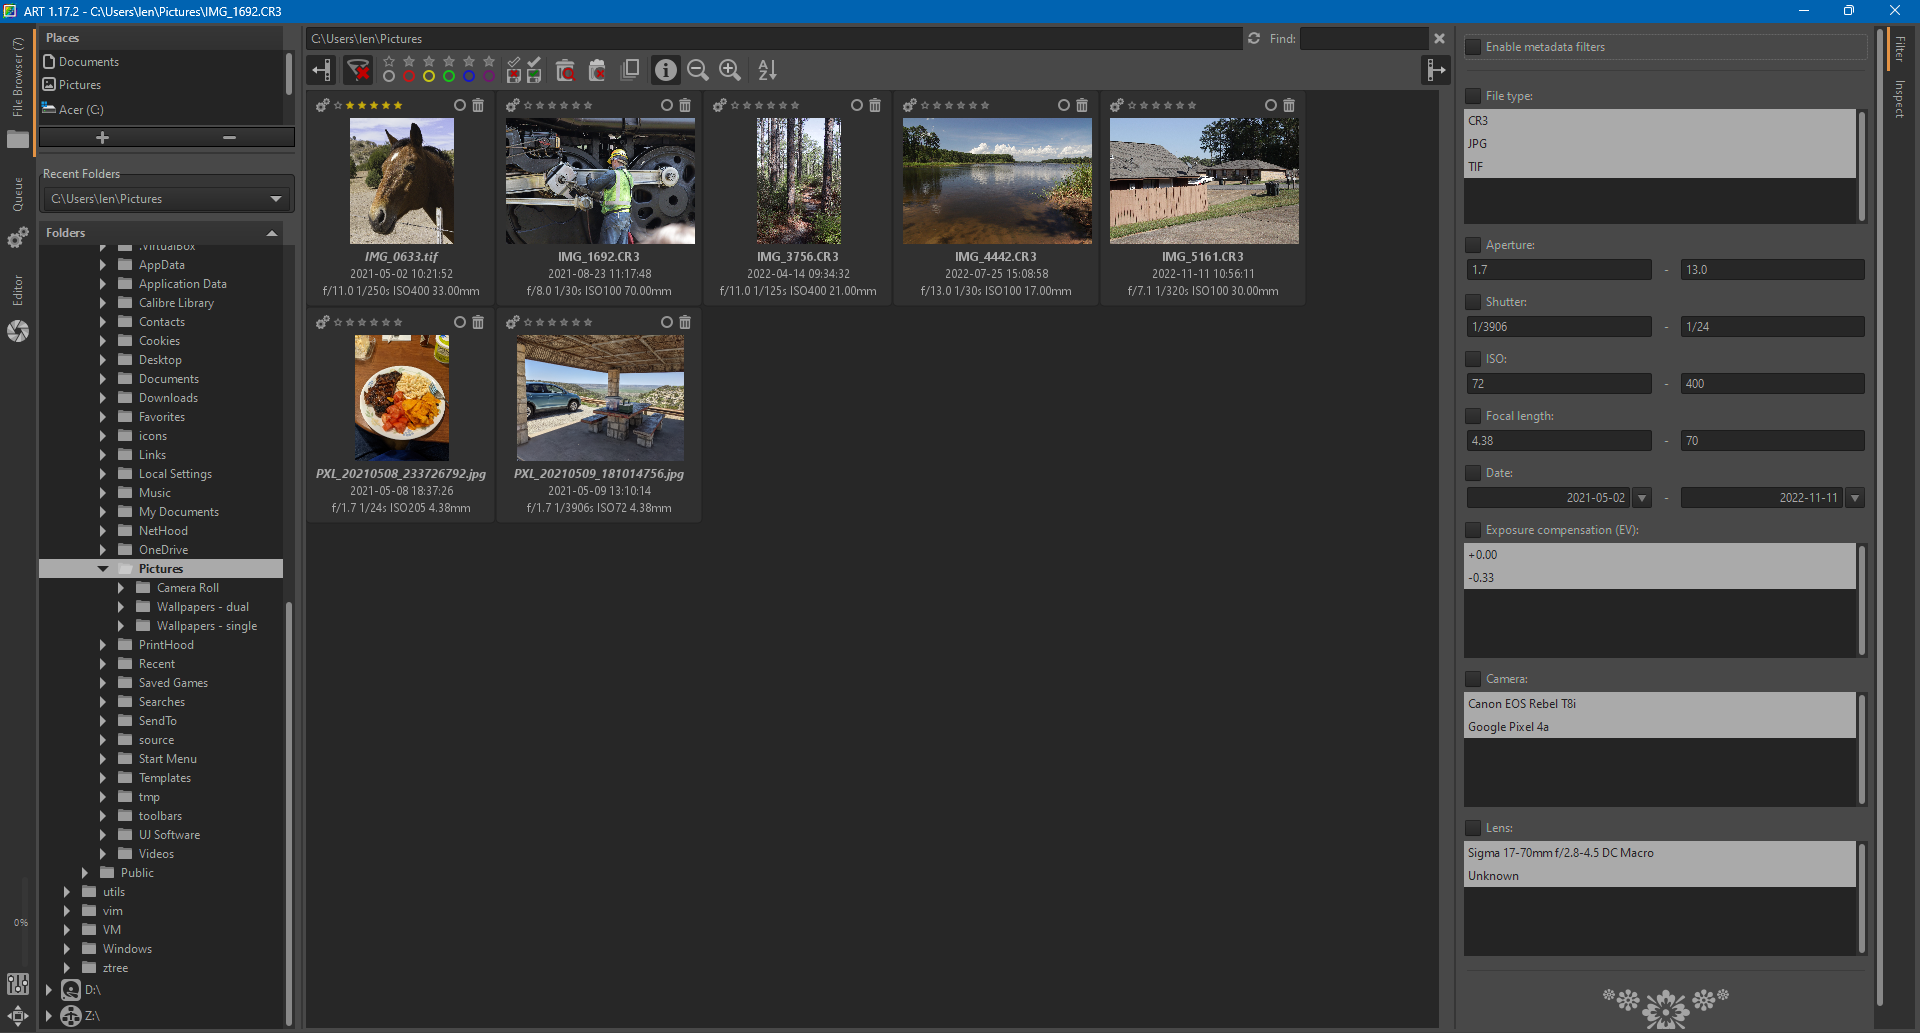 ART 1.17.2 - C:\Users\len\Pictures\IMG_1692.CR3
File Browser (7)
Queue
Editor
0%
Places
Documents
Pictures
Acer (C:)
Recent Folders
C:\Users\len\Pictures
Folders
.VirtualBox
AppData
Application Data
Calibre Library
Contacts
Cookies
Desktop
Documents
Downloads
Favorites
icons
Links
Local Settings
Music
My Documents
NetHood
OneDrive
Pictures
Camera Roll
Wallpapers - dual
Wallpapers - single
PrintHood
Recent
Saved Games
Searches
SendTo
source
Start Menu
Templates
tmp
toolbars
UJ Software
Videos
Public
utils
vim
VM
Windows
ztree
D:\
Z:\
C:\Users\len\Pictures
Find:
IMG_0633.tif
2021-05-02 10:21:52
f/11.0 1/250s ISO400 33.00mm
IMG_1692.CR3
2021-08-23 11:17:48
f/8.0 1/30s ISO100 70.00mm
IMG_3756.CR3
2022-04-14 09:34:32
f/11.0 1/125s ISO400 21.00mm
IMG_4442.CR3
2022-07-25 15:08:58
f/13.0 1/30s ISO100 17.00mm
IMG_5161.CR3
2022-11-11 10:56:11
f/7.1 1/320s ISO100 30.00mm
PXL_20210508_233726792.jpg
2021-05-08 18:37:26
f/1.7 1/24s ISO205 4.38mm
PXL_20210509_181014756.jpg
2021-05-09 13:10:14
f/1.7 1/3906s ISO72 4.38mm
Enable metadata filters
File type:
CR3
JPG
TIF
Aperture:
1.7 - 13.0
Shutter:
1/3906 - 1/24
ISO:
72 - 400
Focal length:
4.38 - 70
Date:
2021-05-02 - 2022-11-11
Exposure compensation (EV):
+0.00
-0.33
Camera:
Canon EOS Rebel T8i
Google Pixel 4a
Lens:
Sigma 17-70mm f/2.8-4.5 DC Macro
Unknown
Filter
Inspect